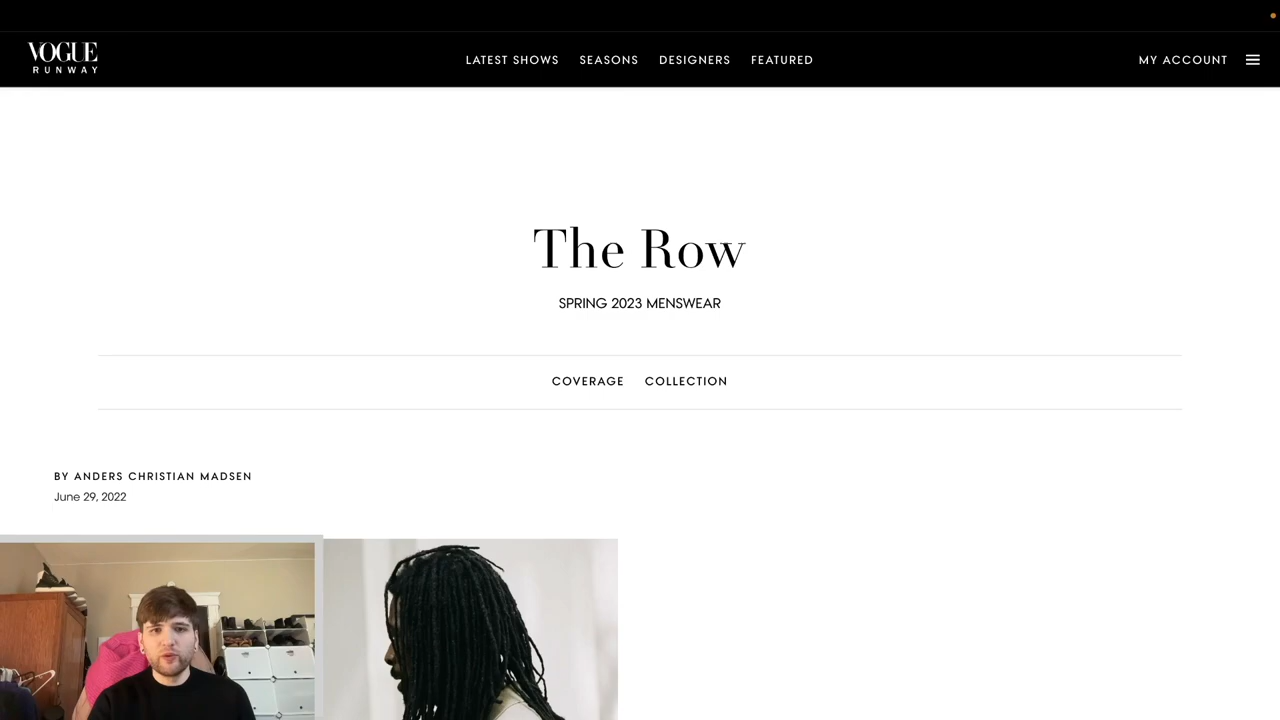 VOGUE
RUNWAY
LATEST SHOWS SEASONS DESIGNERS FEATURED
MY ACCOUNT
The Row
SPRING 2023 MENSWEAR
COVERAGE COLLECTION
BY ANDERS CHRISTIAN MADSEN
June 29, 2022